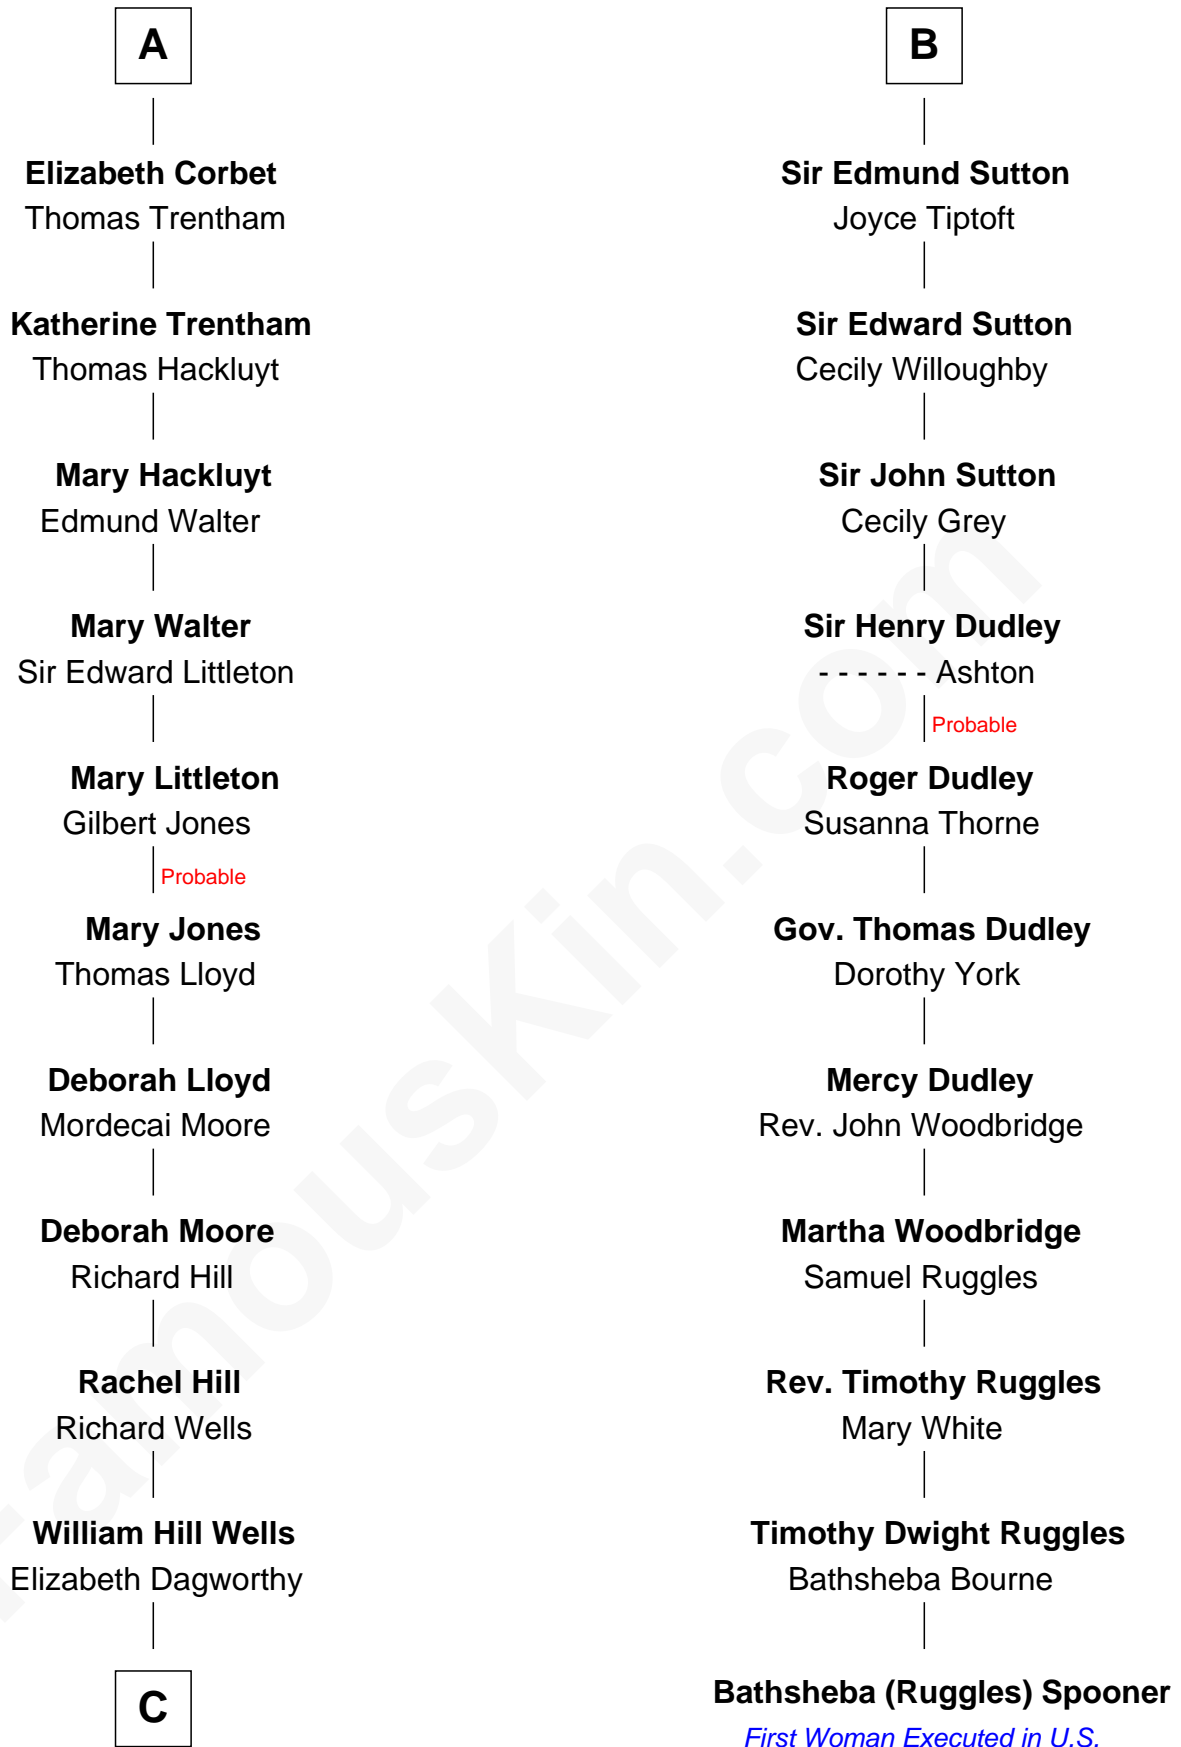 A
Elizabeth Corbet
Thomas Trentham
Katherine Trentham
Thomas Hackluyt
Mary Hackluyt
Edmund Walter
Mary Walter
Sir Edward Littleton
Mary Littleton
Gilbert Jones
Probable
Mary Jones
Thomas Lloyd
Deborah Lloyd
Mordecai Moore
Deborah Moore
Richard Hill
Rachel Hill
Richard Wells
William Hill Wells
Elizabeth Dagworthy
C
B
Sir Edmund Sutton
Joyce Tiptoft
Sir Edward Sutton
Cecily Willoughby
Sir John Sutton
Cecily Grey
Sir Henry Dudley
- - - - - - Ashton
Probable
Roger Dudley
Susanna Thorne
Gov. Thomas Dudley
Dorothy York
Mercy Dudley
Rev. John Woodbridge
Martha Woodbridge
Samuel Ruggles
Rev. Timothy Ruggles
Mary White
Timothy Dwight Ruggles
Bathsheba Bourne
Bathsheba (Ruggles) Spooner
First Woman Executed in U.S.
FamousKin.com